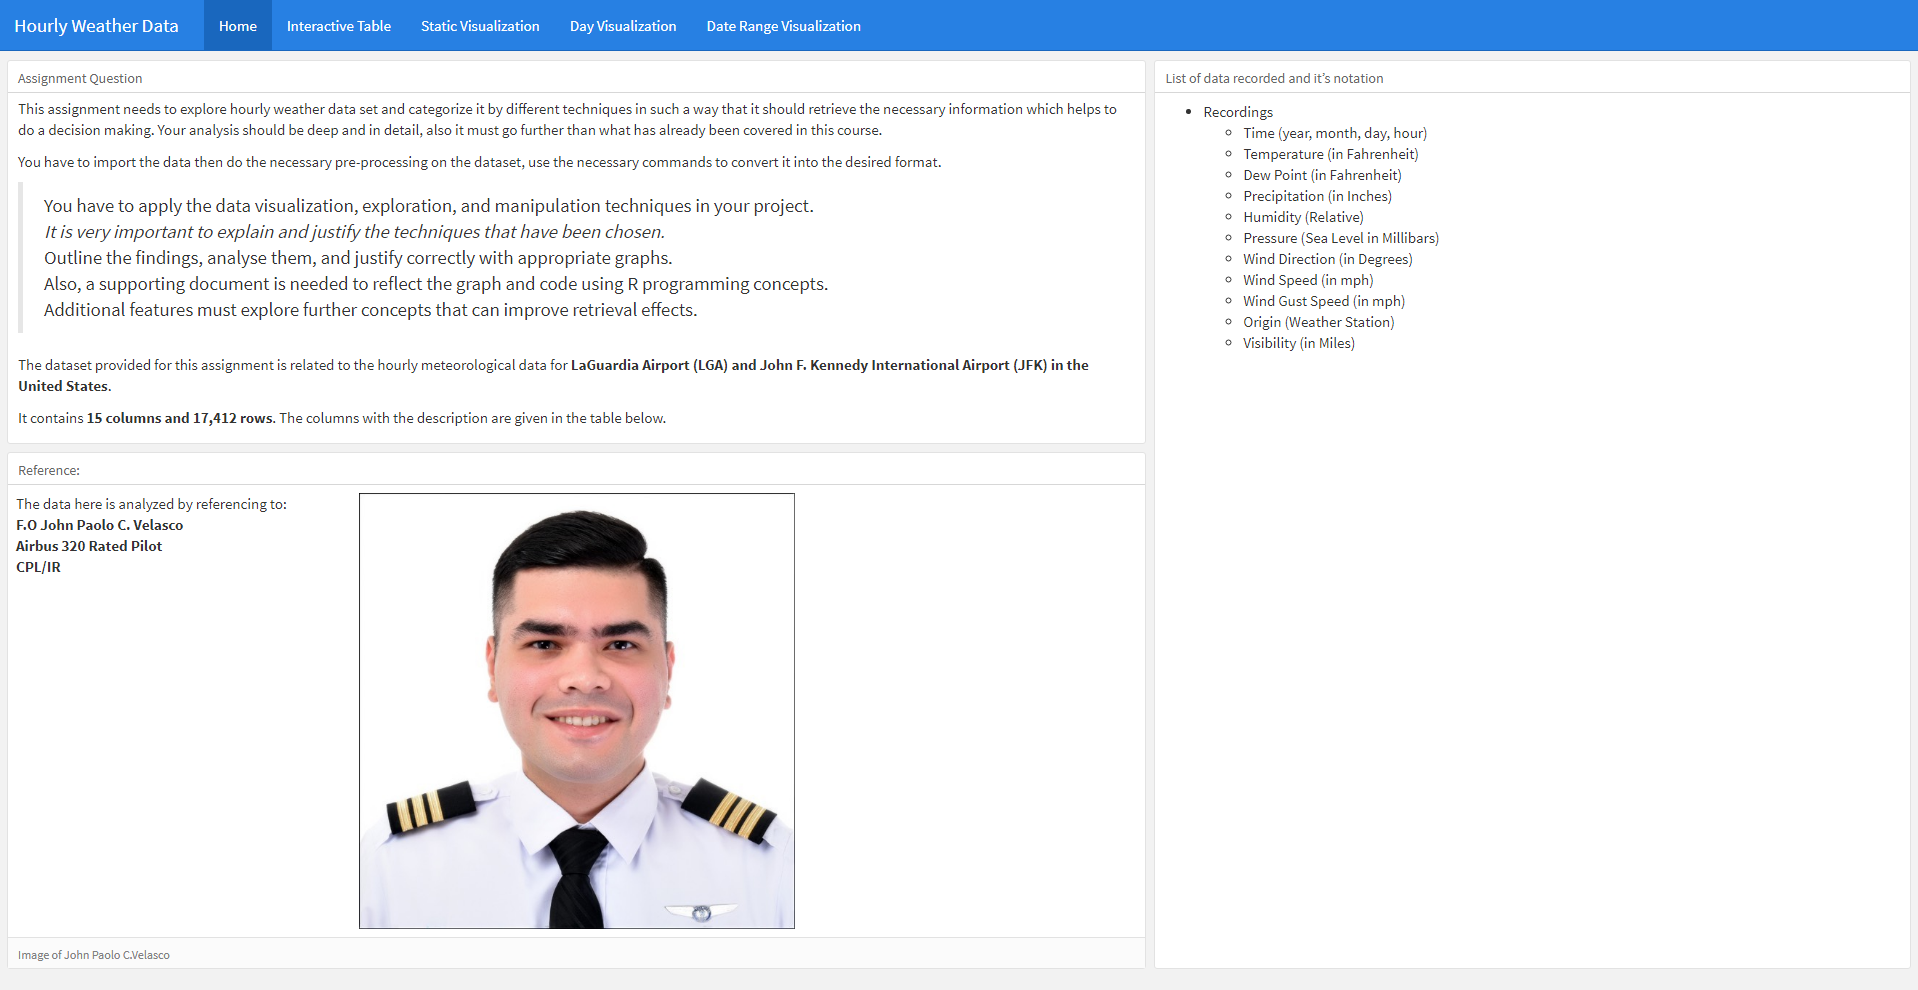 Hourly Weather Data
Home
Interactive Table
Static Visualization
Day Visualization
Date Range Visualization
Assignment Question
This assignment needs to explore hourly weather data set and categorize it by different techniques in such a way that it should retrieve the necessary information which helps to
do a decision making. Your analysis should be deep and in detail, also it must go further than what has already been covered in this course.
You have to import the data then do the necessary pre-processing on the dataset, use the necessary commands to convert it into the desired format.
You have to apply the data visualization, exploration, and manipulation techniques in your project.
It is very important to explain and justify the techniques that have been chosen.
Outline the findings, analyse them, and justify correctly with appropriate graphs.
Also, a supporting document is needed to reflect the graph and code using R programming concepts.
Additional features must explore further concepts that can improve retrieval effects.
The dataset provided for this assignment is related to the hourly meteorological data for LaGuardia Airport (LGA) and John F. Kennedy International Airport (JFK) in the
United States.
It contains 15 columns and 17,412 rows. The columns with the description are given in the table below.
Reference:
The data here is analyzed by referencing to:
F.O John Paolo C. Velasco
Airbus 320 Rated Pilot
CPL/IR
Image of John Paolo C.Velasco
List of data recorded and it's notation
Recordings
Time (year, month, day, hour)
Temperature (in Fahrenheit)
Dew Point (in Fahrenheit)
Precipitation (in Inches)
Humidity (Relative)
Pressure (Sea Level in Millibars)
Wind Direction (in Degrees)
Wind Speed (in mph)
Wind Gust Speed (in mph)
Origin (Weather Station)
Visibility (in Miles)